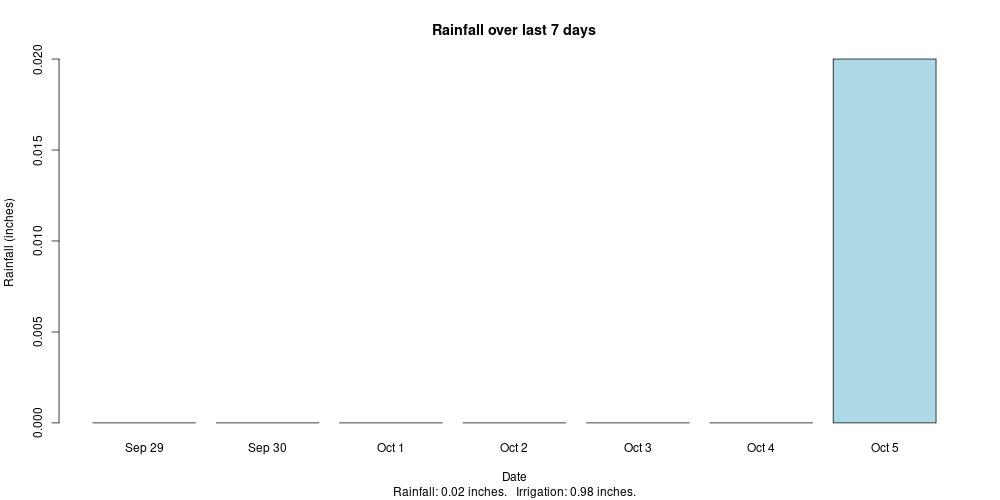 Rainfall over last 7 days
Rainfall (inches)
0.020
0.015
0.010
0.005
0.000
Sep 29
Sep 30
Oct 1
Oct 2
Oct 3
Oct 4
Oct 5
Date
Rainfall: 0.02 inches.   Irrigation: 0.98 inches.